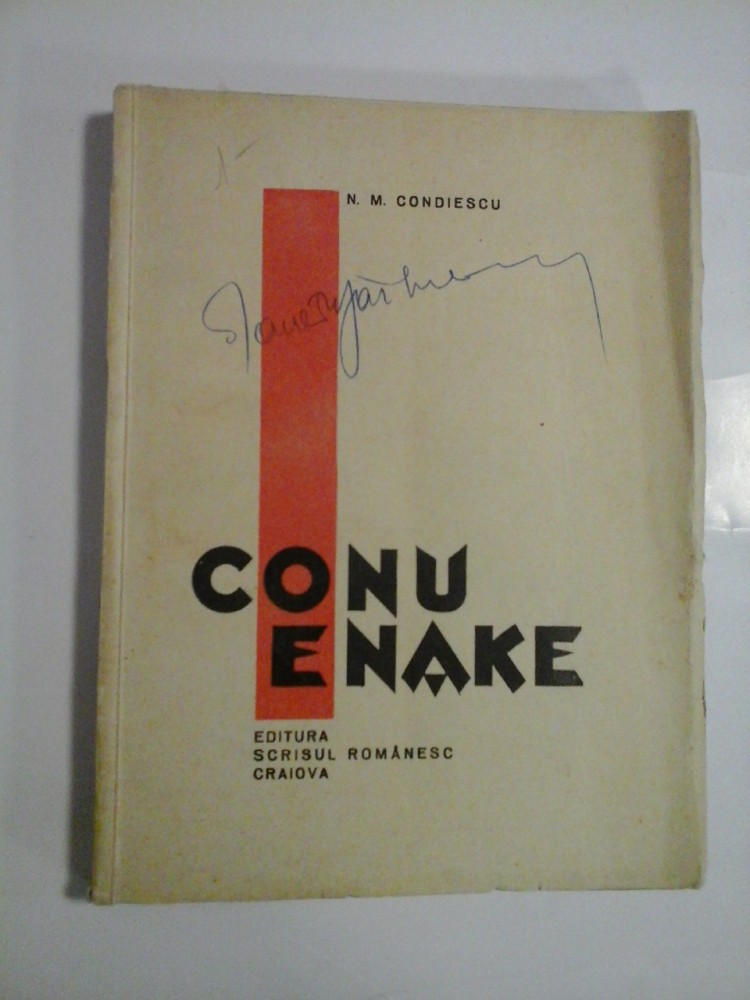 N. M. CONDIESCU
CONU
ENAKE
EDITURA
SCRISUL ROMÂNESC
CRAIOVA